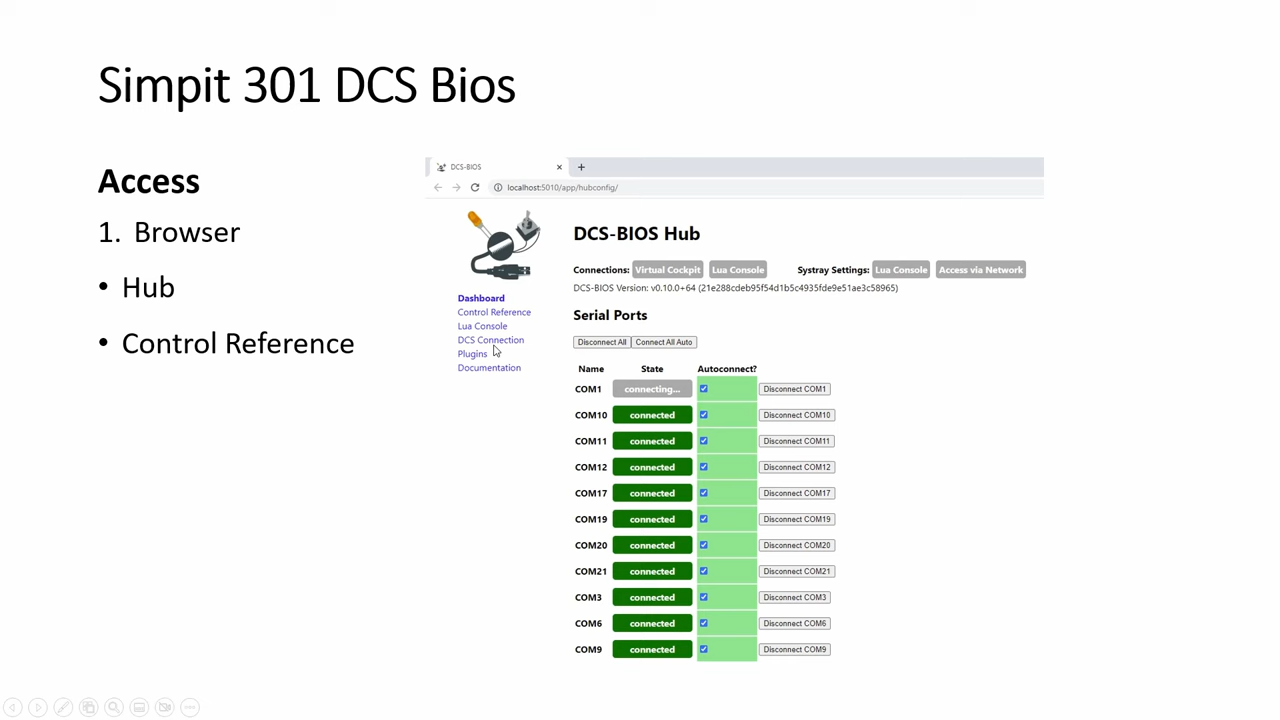 Simpit 301 DCS Bios
Access
1. Browser
• Hub
• Control Reference
DCS-BIOS
localhost:5010/app/hubconfig/
Dashboard
Control Reference
Lua Console
DCS Connection
Plugins
Documentation
DCS-BIOS Hub
Connections: Virtual Cockpit Lua Console Systray Settings: Lua Console Access via Network
DCS-BIOS Version: v0.10.0+64 (21e288cdeb95f54d1b5c4935fde9e51ae3c58965)
Serial Ports
Disconnect All Connect All Auto
Name State Autoconnect?
COM1 connecting... Disconnect COM1
COM10 connected Disconnect COM10
COM11 connected Disconnect COM11
COM12 connected Disconnect COM12
COM17 connected Disconnect COM17
COM19 connected Disconnect COM19
COM20 connected Disconnect COM20
COM21 connected Disconnect COM21
COM3 connected Disconnect COM3
COM6 connected Disconnect COM6
COM9 connected Disconnect COM9